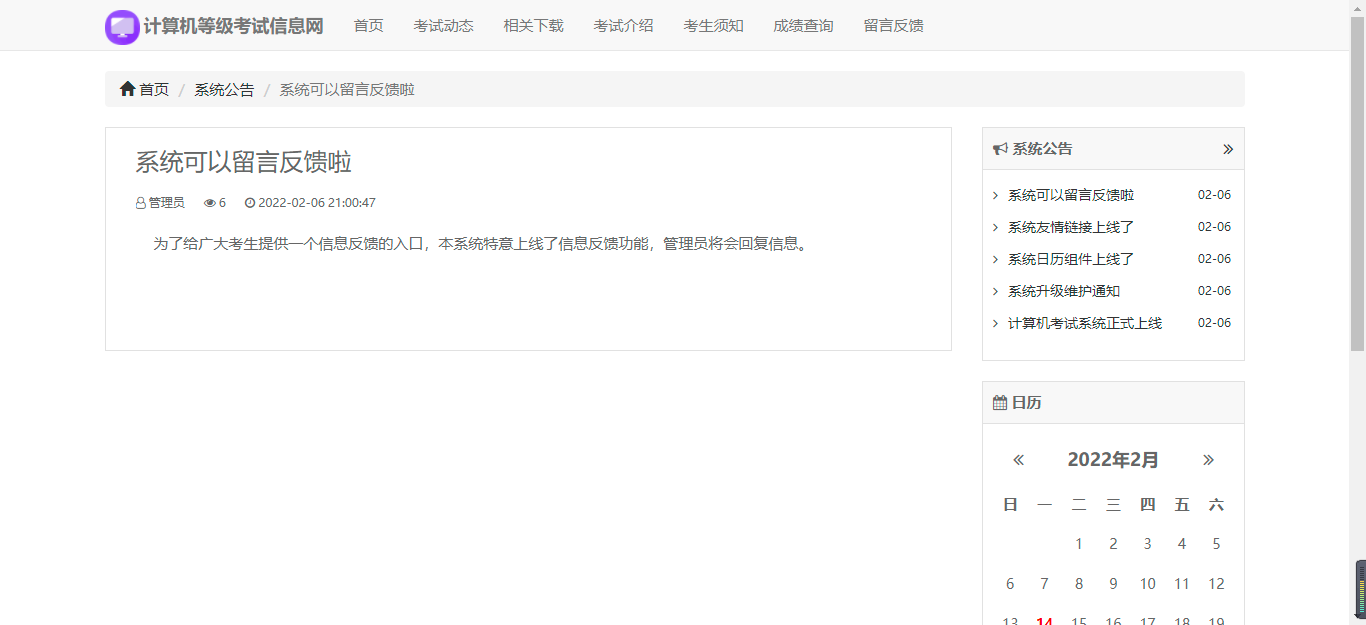 计算机等级考试信息网 首页 考试动态 相关下载 考试介绍 考生须知 成绩查询 留言反馈
首页 / 系统公告 / 系统可以留言反馈啦
系统可以留言反馈啦
管理员 6 2022-02-06 21:00:47
为了给广大考生提供一个信息反馈的入口，本系统特意上线了信息反馈功能，管理员将会回复信息。
系统公告
系统可以留言反馈啦 02-06
系统友情链接上线了 02-06
系统日历组件上线了 02-06
系统升级维护通知 02-06
计算机考试系统正式上线 02-06
日历
2022年2月
日 一 二 三 四 五 六
1 2 3 4 5
6 7 8 9 10 11 12
13 14 15 16 17 18 19